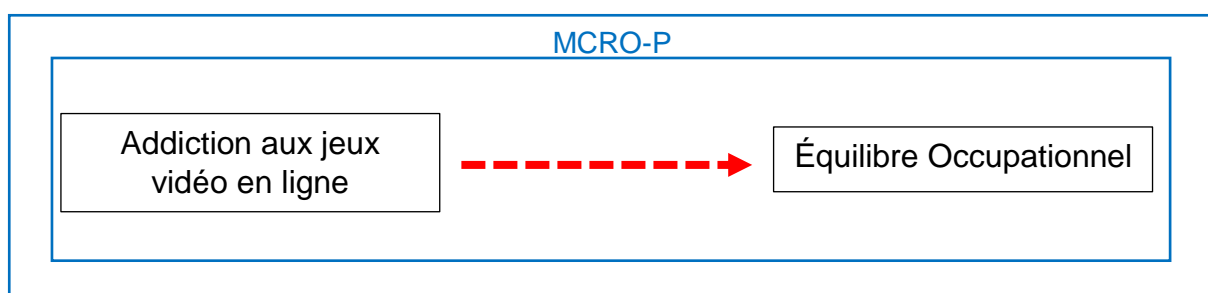 MCRO-P
Addiction aux jeux
vidéo en ligne
Équilibre Occupationnel